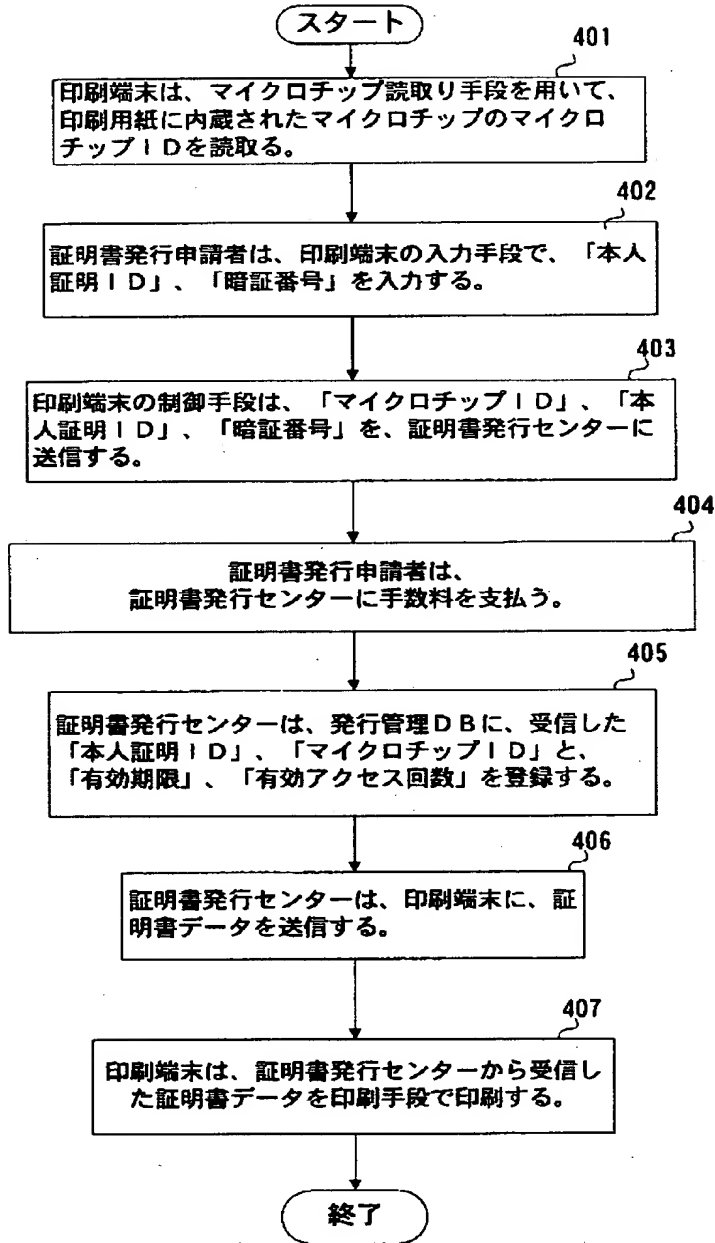 スタート
401
印刷端末は、マイクロチップ読取り手段を用いて、
印刷用紙に内蔵されたマイクロチップのマイクロ
チップIDを読取る。
402
証明書発行申請者は、印刷端末の入力手段で、「本人
証明ID」、「暗証番号」を入力する。
403
印刷端末の制御手段は、「マイクロチップID」、「本
人証明ID」、「暗証番号」を、証明書発行センターに
送信する。
404
証明書発行申請者は、
証明書発行センターに手数料を支払う。
405
証明書発行センターは、発行管理DBに、受信した
「本人証明ID」、「マイクロチップID」と、
「有効期限」、「有効アクセス回数」を登録する。
406
証明書発行センターは、印刷端末に、証
明書データを送信する。
407
印刷端末は、証明書発行センターから受信し
た証明書データを印刷手段で印刷する。
終了